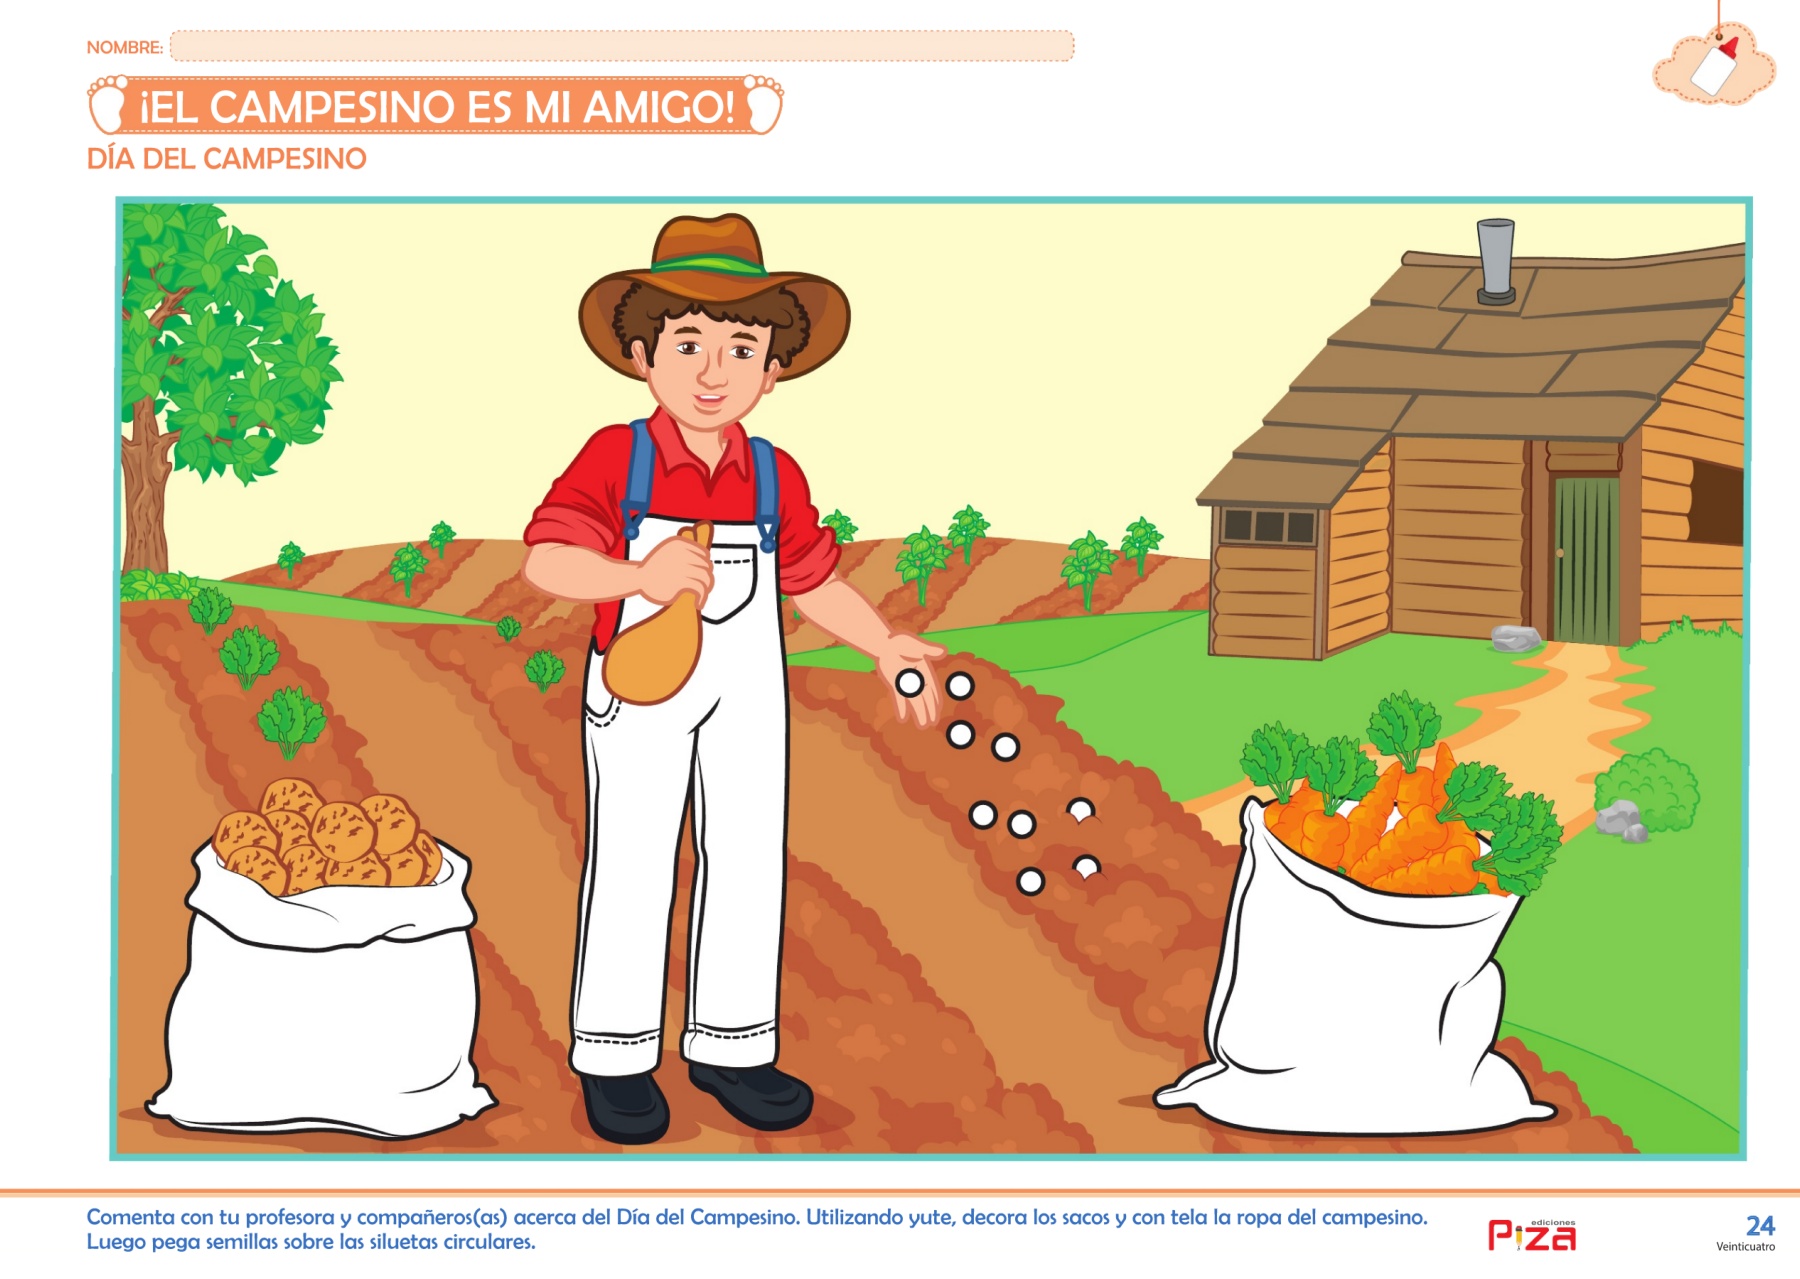 NOMBRE:
¡EL CAMPESINO ES MI AMIGO!
DÍA DEL CAMPESINO
Comenta con tu profesora y compañeros(as) acerca del Día del Campesino. Utilizando yute, decora los sacos y con tela la ropa del campesino.
Luego pega semillas sobre las siluetas circulares.
ediciones
Piza
24
Veinticuatro